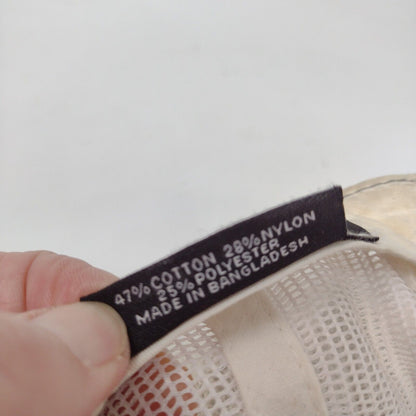 47% COTTON 28% NYLON
25% POLYESTER
MADE IN BANGLADESH